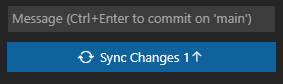 Message (Ctrl+Enter to commit on 'main')
Sync Changes 1↑